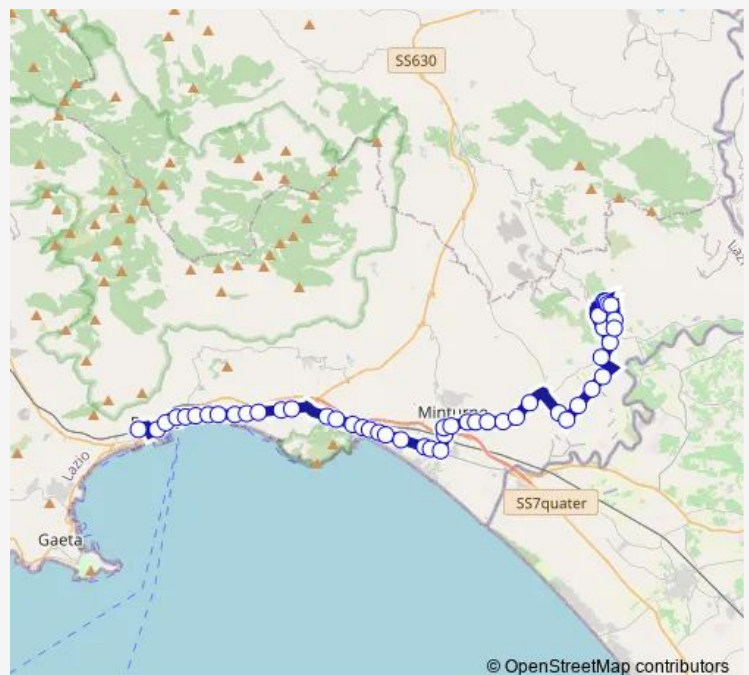 SS630
Lazio
Minturno
Lazio
SS7quater
Gaeta
© OpenStreetMap contributors